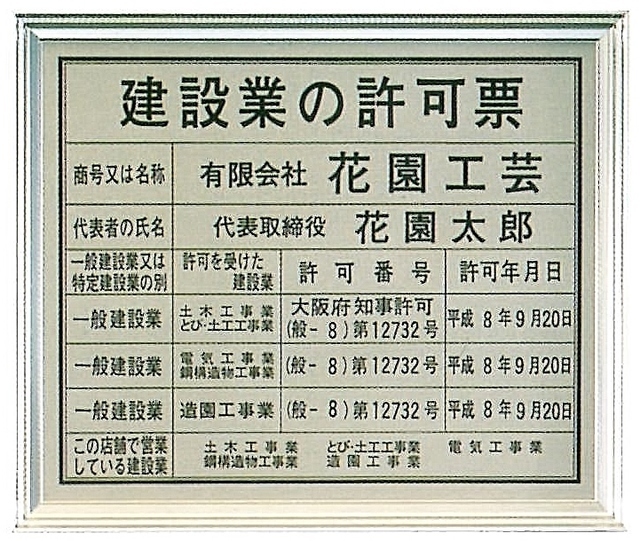 建設業の許可票
商号又は名称 有限会社 花園工芸
代表者の氏名 代表取締役 花園太郎
一般建設業又は
特定建設業の別
許可を受けた
建設業
許可番号 許可年月日
一般建設業
土木工事業
とび・土工工事業
大阪府知事許可
(般-8)第12732号
平成8年9月20日
一般建設業
電気工事業
鋼構造物工事業
(般-8)第12732号 平成8年9月20日
一般建設業 造園工事業 (般-8)第12732号 平成8年9月20日
この店舗で営業
している建設業
土木工事業 とび・土工工事業 電気工事業
鋼構造物工事業 造園工事業